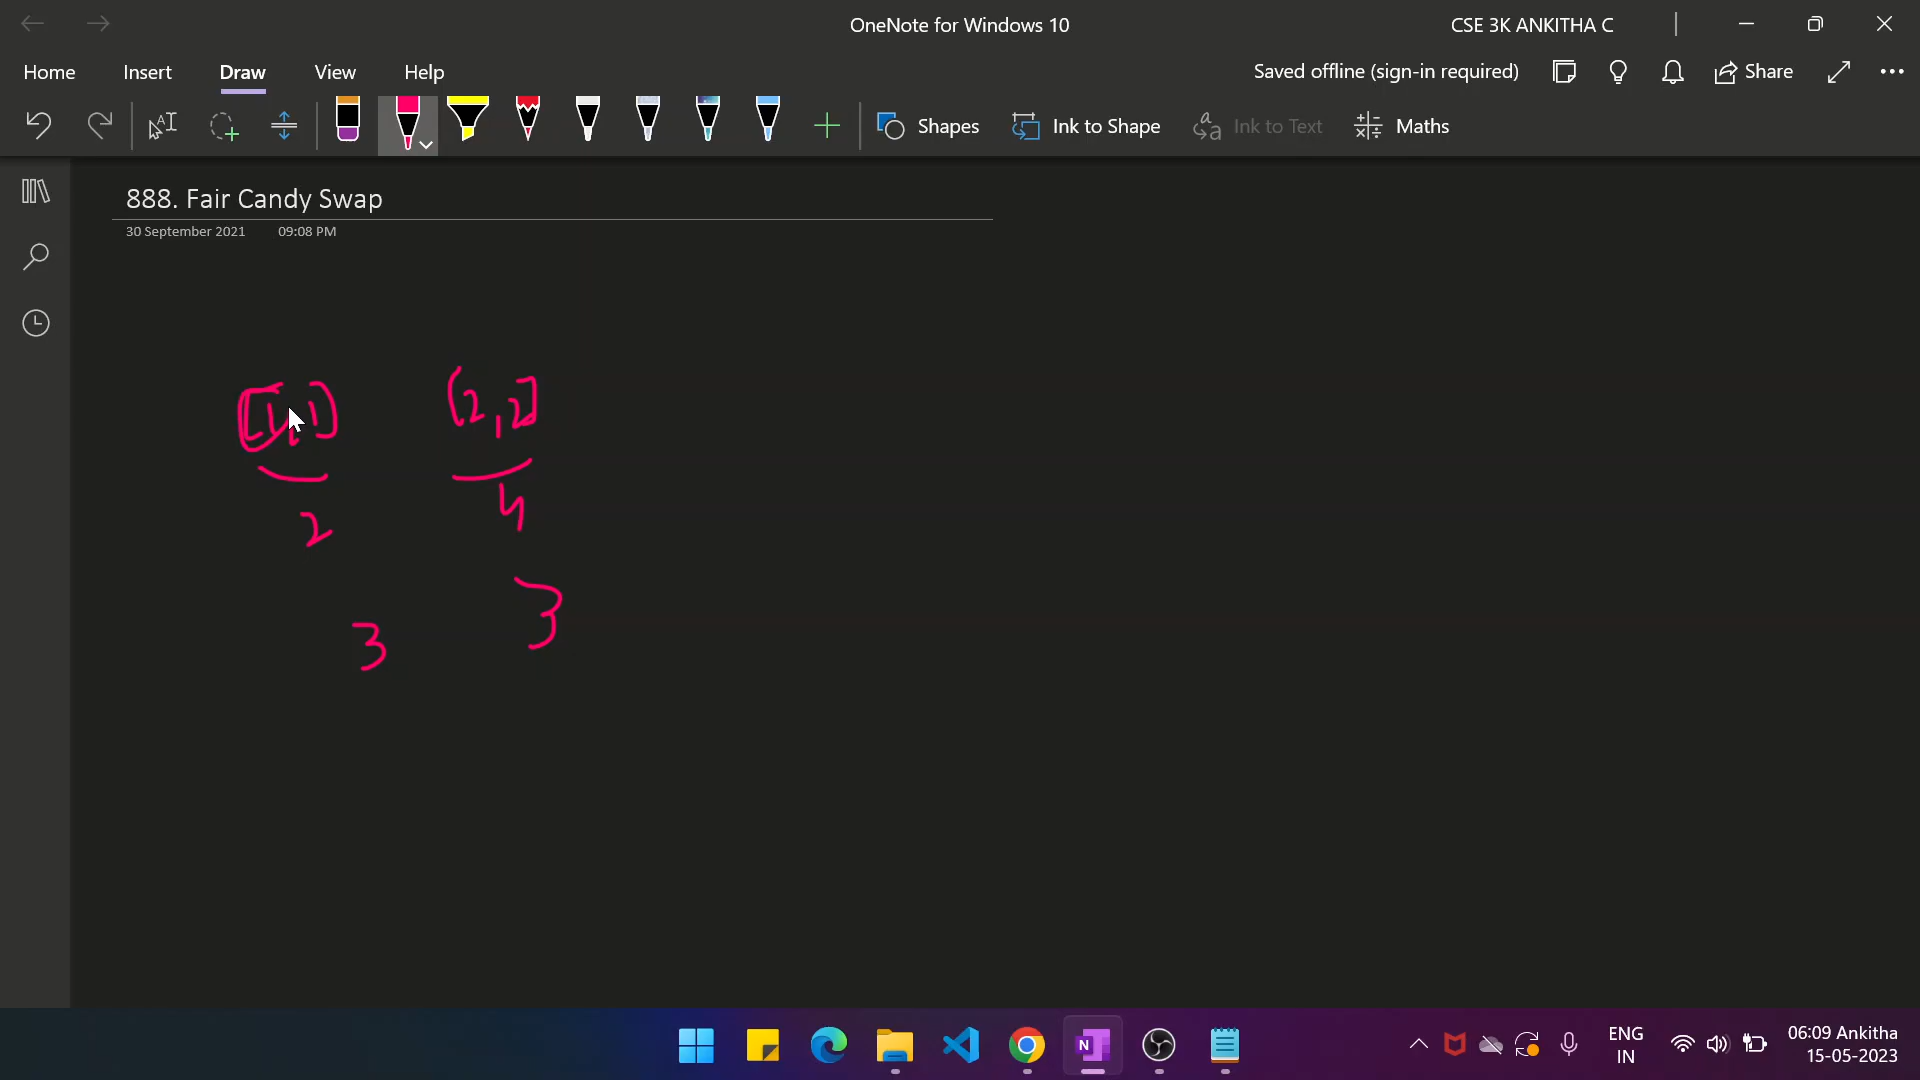 OneNote for Windows 10
CSE 3K ANKITHA C
Home Insert Draw View Help
Saved offline (sign-in required)
Share
Shapes
Ink to Shape
Ink to Text
Maths
888. Fair Candy Swap
30 September 2021 09:08 PM
[1,1] [2,2]
2 4
3 3
ENG
IN
06:09 Ankitha
15-05-2023